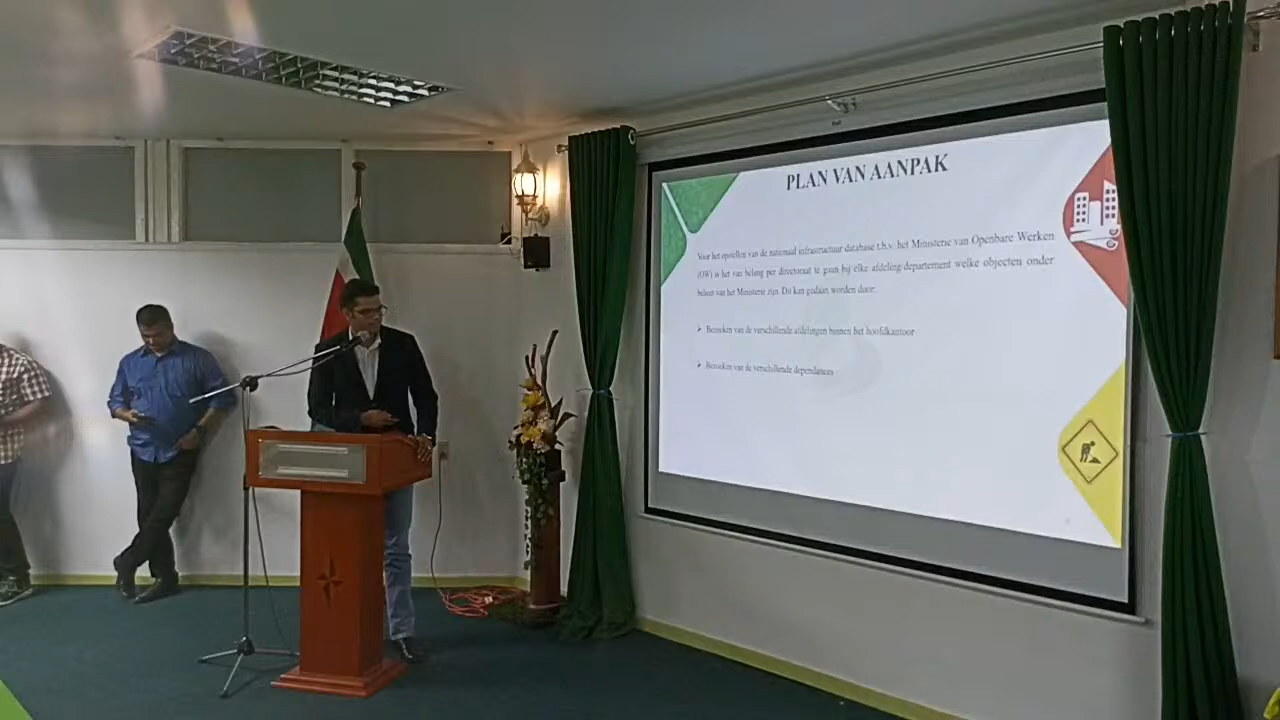 PLAN VAN AANPAK
Voor het opstellen van de nationaal infrastructuur database t.b.v. het Ministerie van Openbare Werken
(OW) is het van belang per directoraat te gaan bij elke afdeling/departement welke objecten onder
beheer van het Ministerie zijn. Dit kan gedaan worden door:
➢ Bezoeken van de verschillende afdelingen binnen het hoofdkantoor
➢ Bezoeken van de verschillende dependances